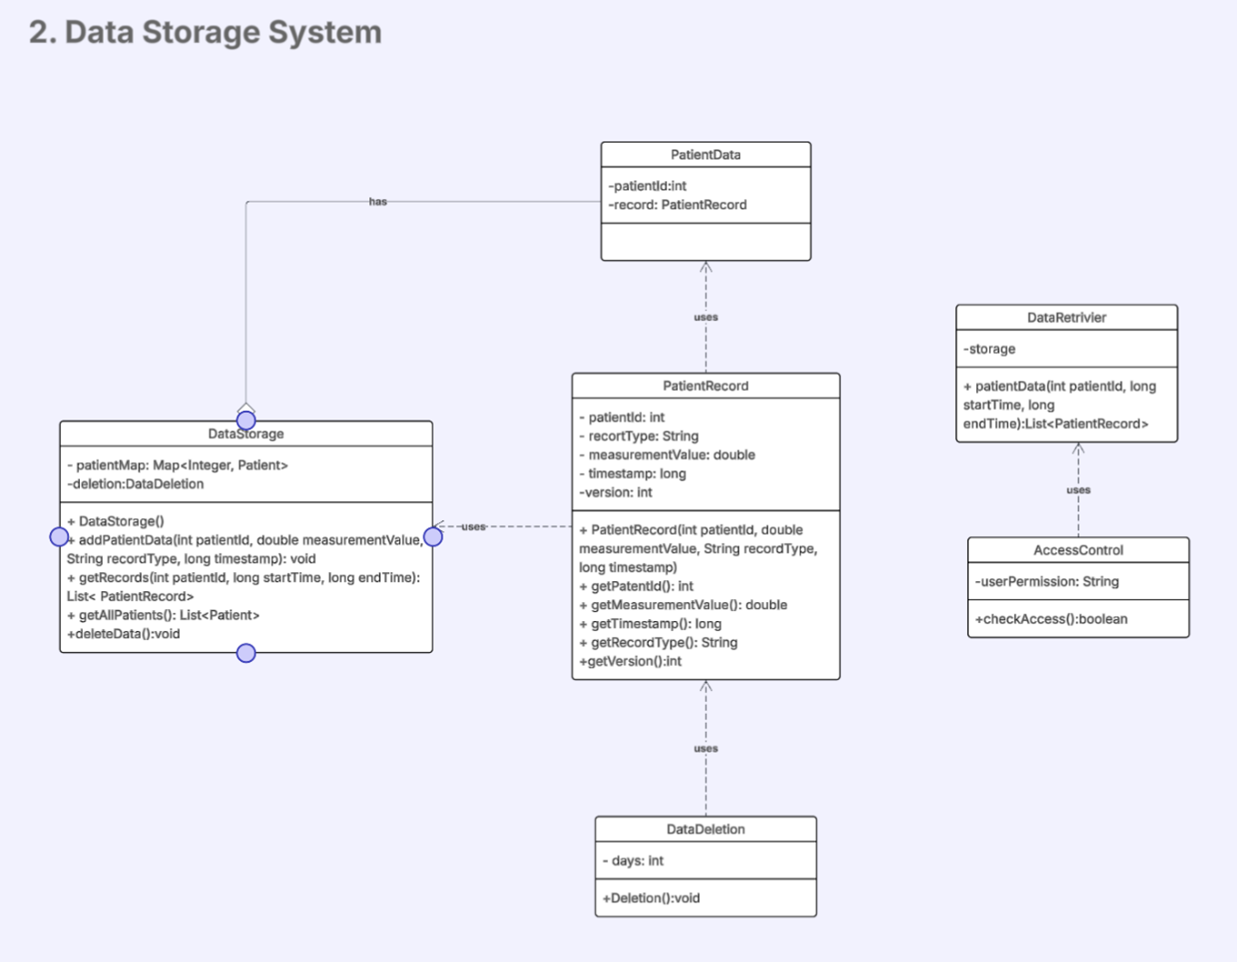 2. Data Storage System
PatientData
-patientId:int
-record: PatientRecord
has
uses
DataRetrivier
-storage
+ patientData(int patientId, long
startTime, long
endTime):List<PatientRecord>
PatientRecord
- patientId: int
- recortType: String
- measurementValue: double
- timestamp: long
-version: int
+ PatientRecord(int patientId, double
measurementValue, String recordType,
long timestamp)
+ getPatentId(): int
+ getMeasurementValue(): double
+ getTimestamp(): long
+ getRecordType(): String
+getVersion():int
DataStorage
- patientMap: Map<Integer, Patient>
-deletion:DataDeletion
+ DataStorage()
+ addPatientData(int patientId, double measurementValue,
String recordType, long timestamp): void
+ getRecords(int patientId, long startTime, long endTime):
List< PatientRecord>
+ getAllPatients(): List<Patient>
+deleteData():void
uses
uses
AccessControl
-userPermission: String
+checkAccess():boolean
uses
DataDeletion
- days: int
+Deletion():void